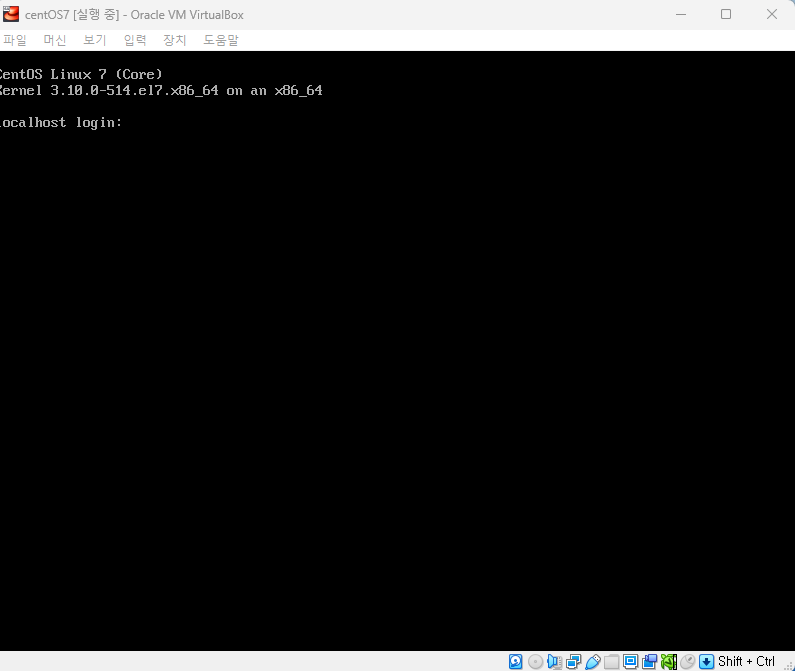 centOS7 [실행 중] - Oracle VM VirtualBox
파일 머신 보기 입력 장치 도움말
CentOS Linux 7 (Core)
Kernel 3.10.0-514.el7.x86_64 on an x86_64
localhost login:
Shift + Ctrl